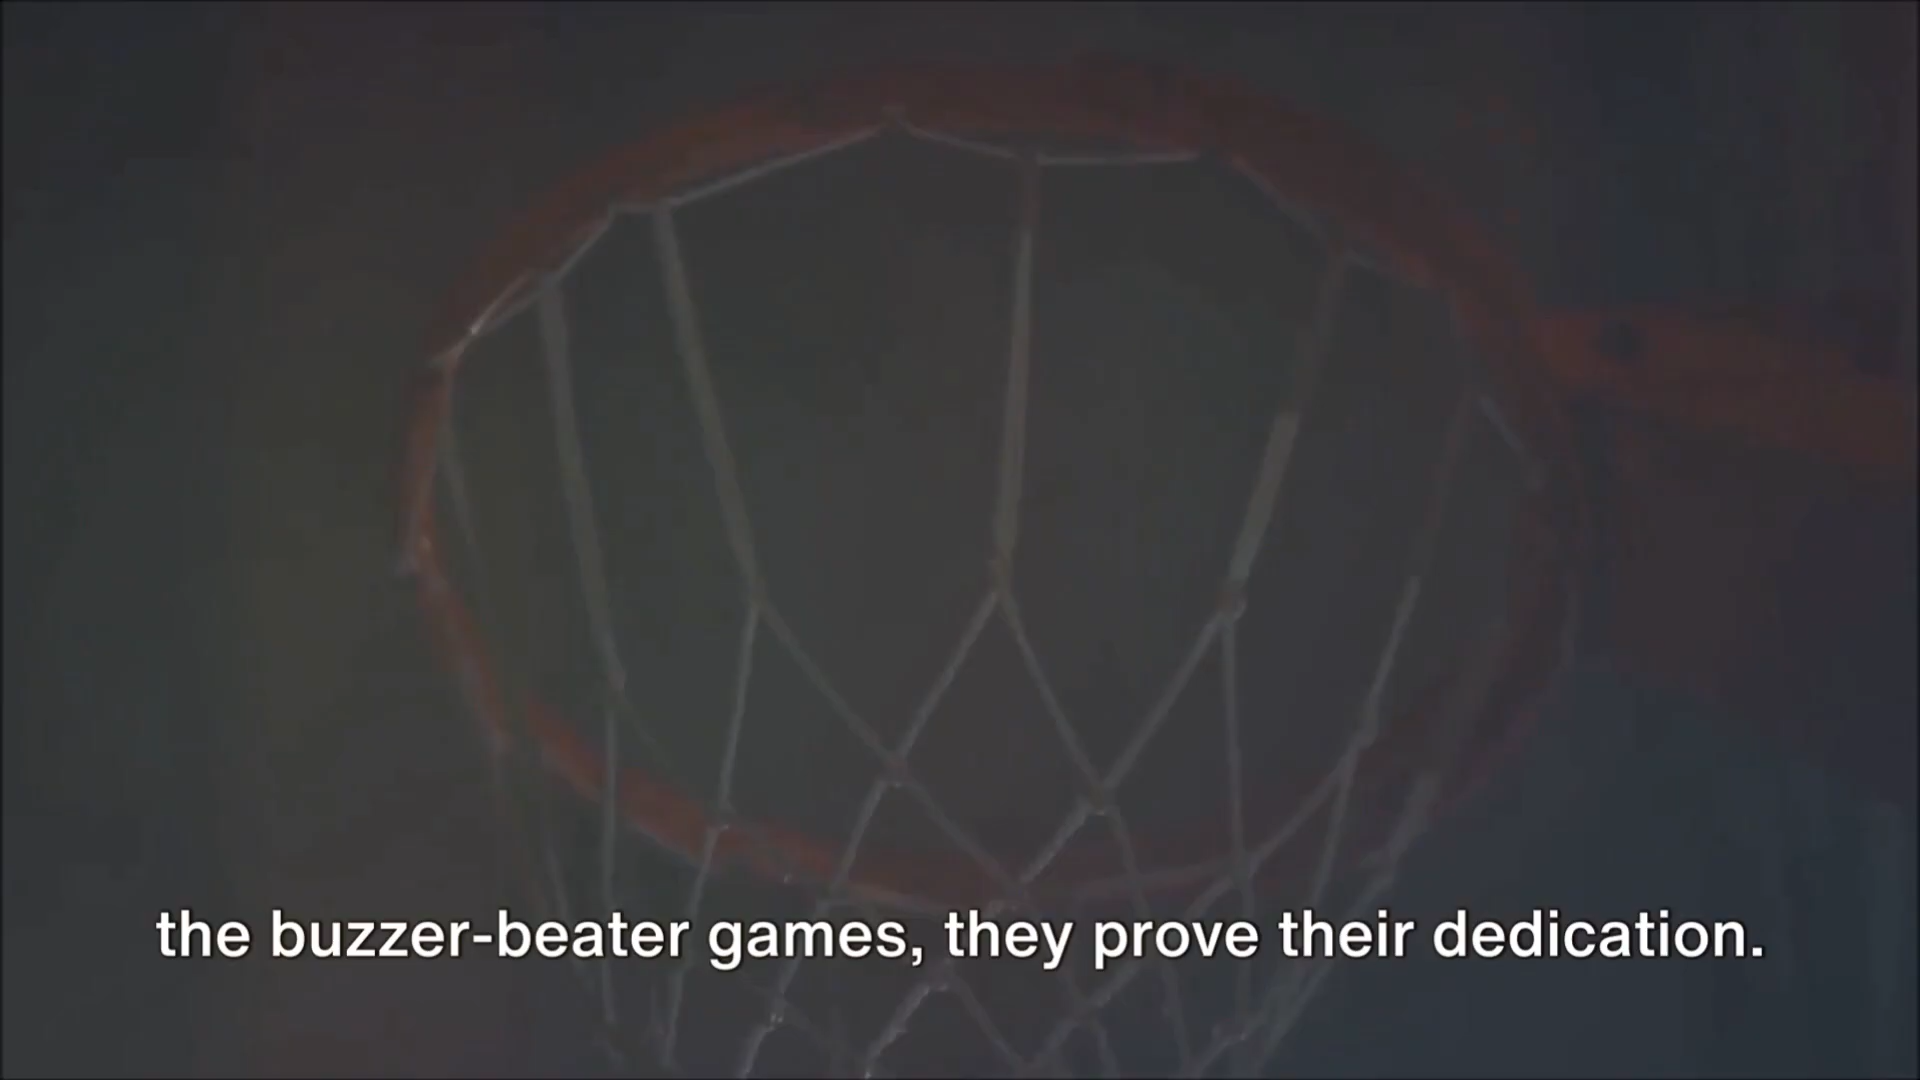 the buzzer-beater games, they prove their dedication.